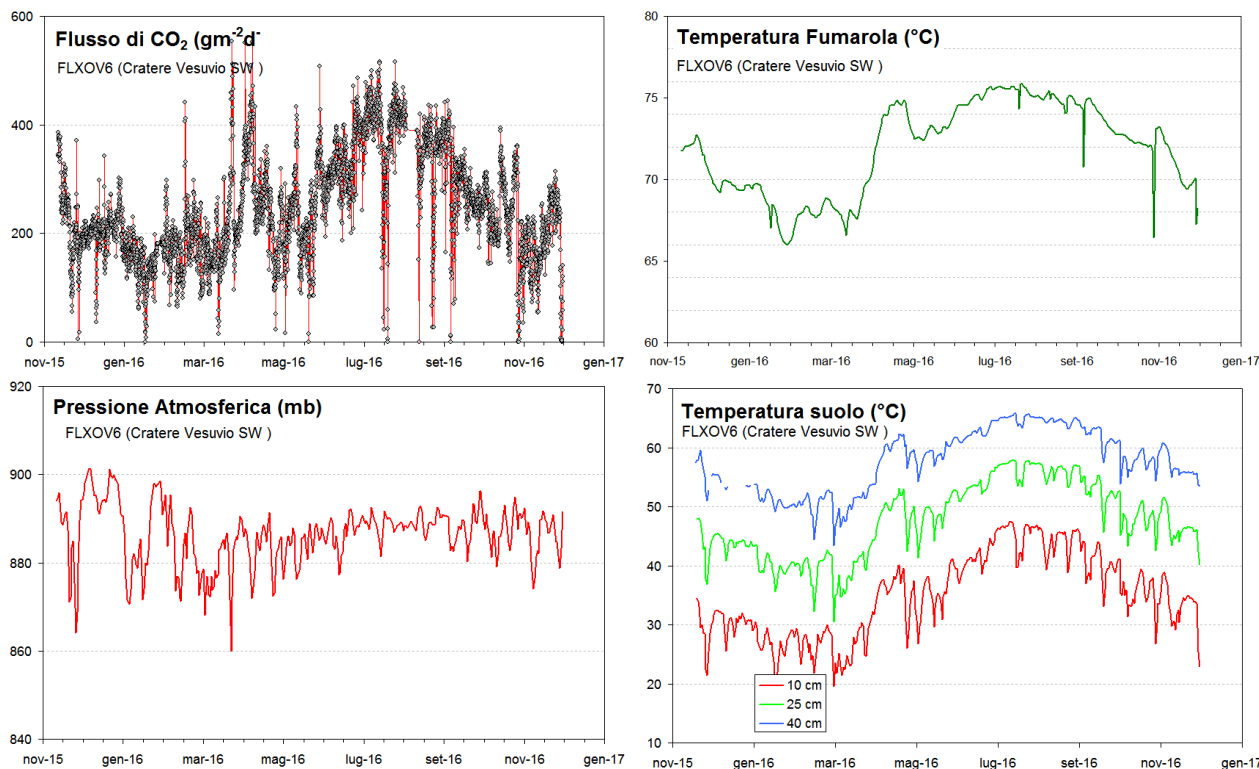 Flusso di CO₂ (gm⁻²d⁻
FLXOV6 (Cratere Vesuvio SW )
600
400
200
0
nov-15 gen-16 mar-16 mag-16 lug-16 set-16 nov-16 gen-17
Temperatura Fumarola (°C)
FLXOV6 (Cratere Vesuvio SW )
80
75
70
65
60
nov-15 gen-16 mar-16 mag-16 lug-16 set-16 nov-16 gen-17
Pressione Atmosferica (mb)
FLXOV6 (Cratere Vesuvio SW )
920
900
880
860
840
nov-15 gen-16 mar-16 mag-16 lug-16 set-16 nov-16 gen-17
Temperatura suolo (°C)
FLXOV6 (Cratere Vesuvio SW )
70
60
50
40
30
20
10
10 cm
25 cm
40 cm
nov-15 gen-16 mar-16 mag-16 lug-16 set-16 nov-16 gen-17